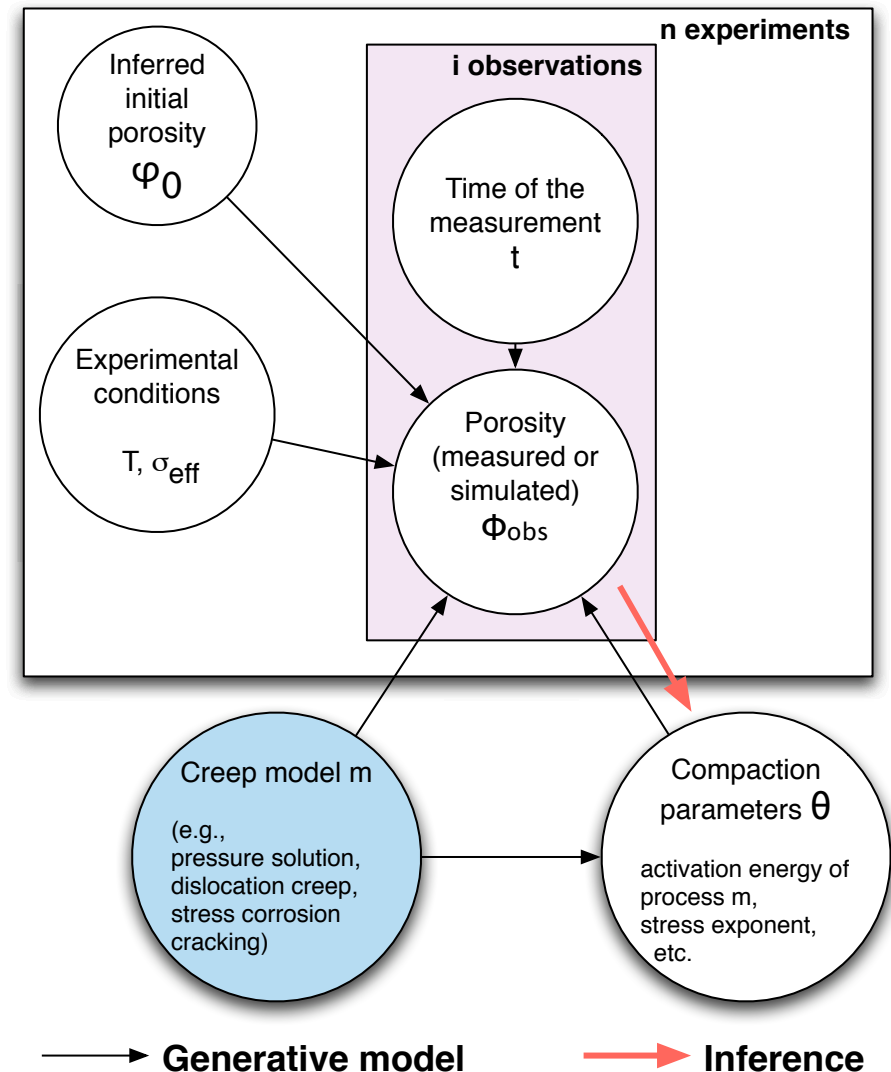 n experiments
i observations
Inferred
initial
porosity
φ0
Time of the
measurement
t
Experimental
conditions
T, σeff
Porosity
(measured or
simulated)
Φobs
Creep model m
(e.g.,
pressure solution,
dislocation creep,
stress corrosion
cracking)
Compaction
parameters θ
activation energy of
process m,
stress exponent,
etc.
Generative model
Inference